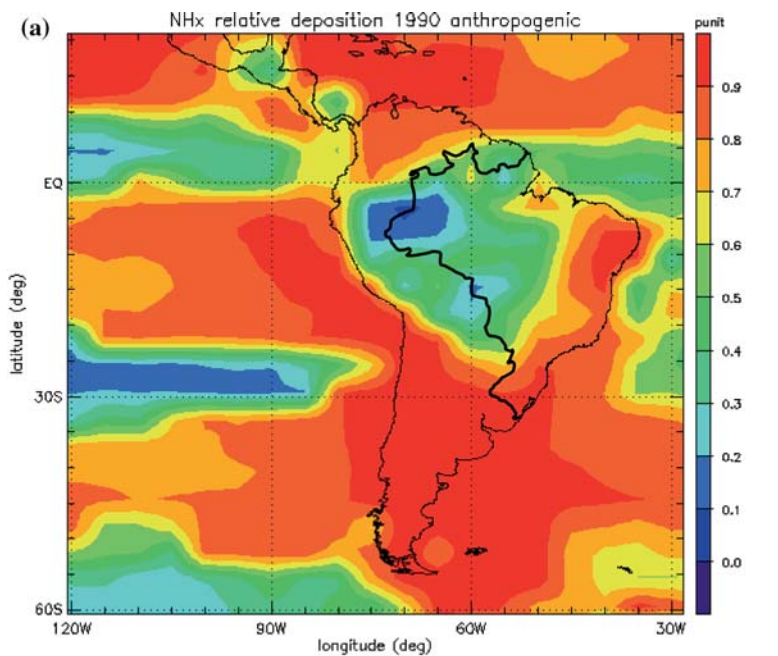 (a)
NHx relative deposition 1990 anthropogenic
punit
0.9
0.8
0.7
0.6
0.5
0.4
0.3
0.2
0.1
0.0
EQ
30S
60S
latitude (deg)
120W 90W 60W 30W
longitude (deg)